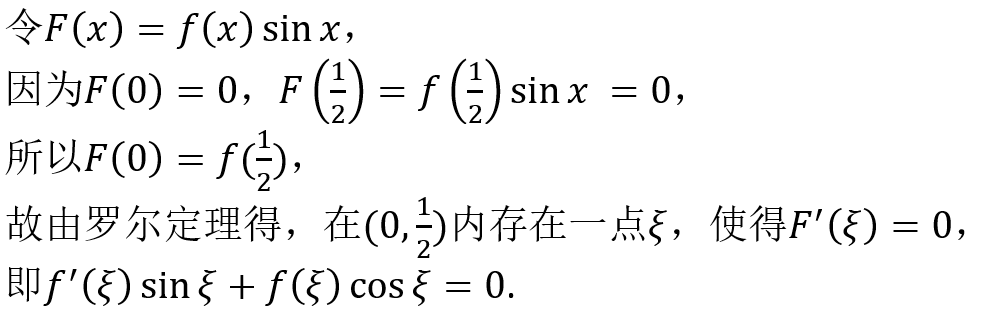 令F(x) = f(x) sin x，
因为F(0) = 0，F(1/2) = f(1/2) sin x = 0，
所以F(0) = f(1/2)，
故由罗尔定理得，在(0,1/2)内存在一点ξ，使得F′(ξ) = 0，
即f′(ξ) sin ξ + f(ξ) cos ξ = 0.